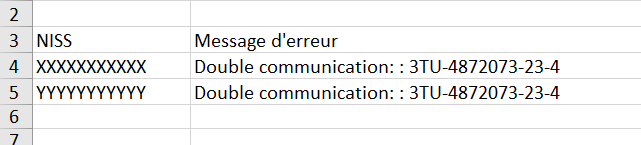 2
3 NISS Message d'erreur
4 XXXXXXXXXXX Double communication: : 3TU-4872073-23-4
5 YYYYYYYYYYY Double communication: : 3TU-4872073-23-4
6
7